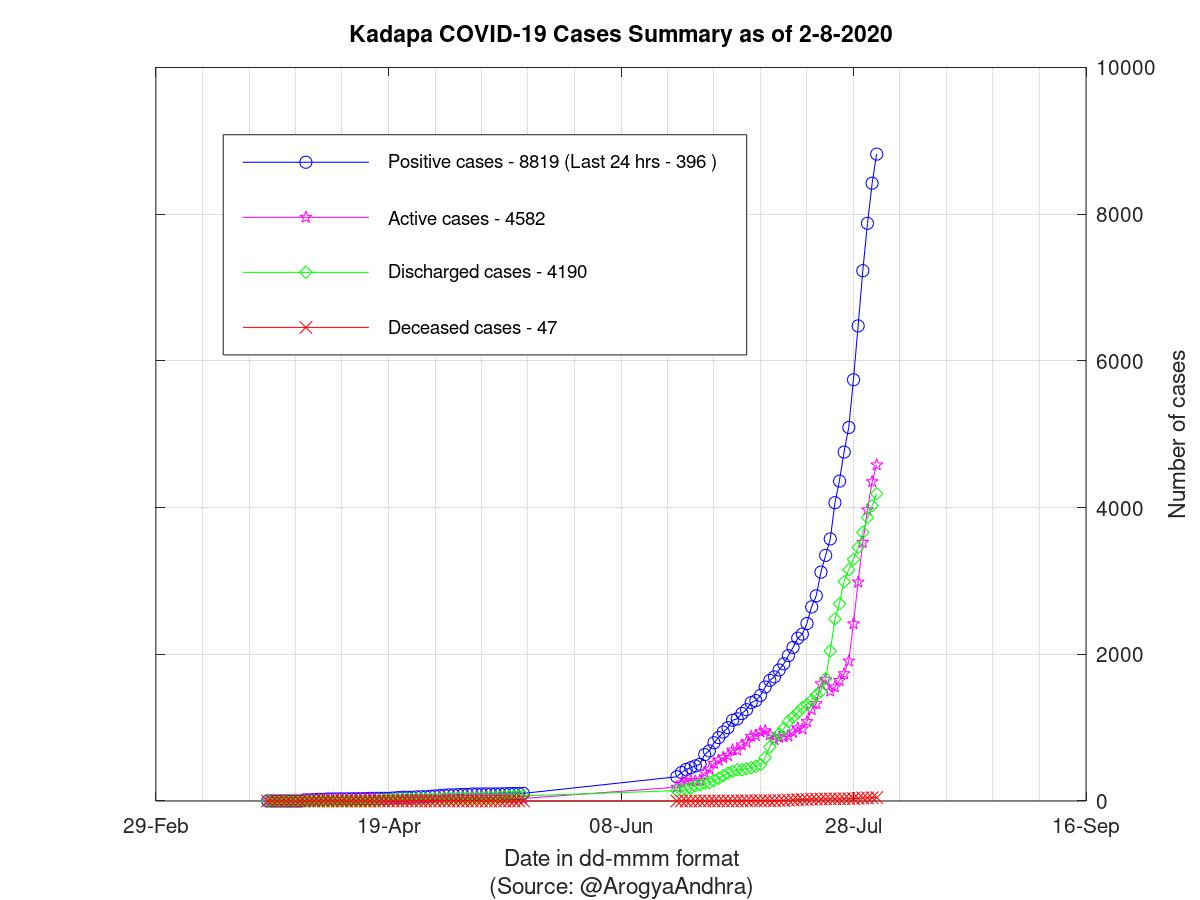 Kadapa COVID-19 Cases Summary as of 2-8-2020
Positive cases - 8819 (Last 24 hrs - 396 )
Active cases - 4582
Discharged cases - 4190
Deceased cases - 47
10000
8000
6000
4000
2000
0
Number of cases
29-Feb 19-Apr 08-Jun 28-Jul 16-Sep
Date in dd-mmm format
(Source: @ArogyaAndhra)